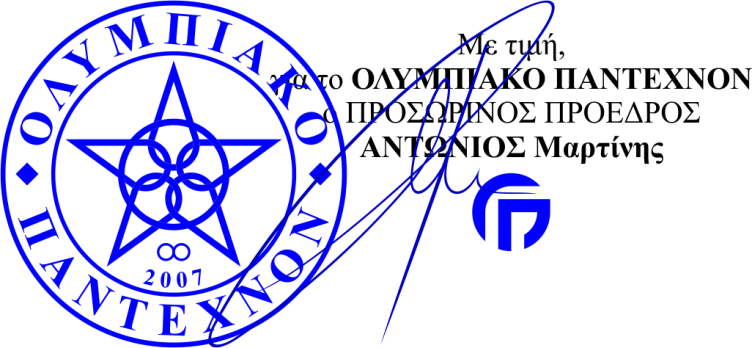 ΟΛΥΜΠΙΑΚΟ
ΠΑΝΤΕΧΝΟΝ
2007
Με τιμή,
για το ΟΛΥΜΠΙΑΚΟ ΠΑΝΤΕΧΝΟΝ
ο ΠΡΟΣΩΡΙΝΟΣ ΠΡΟΕΔΡΟΣ
ΑΝΤΩΝΙΟΣ Μαρτίνης